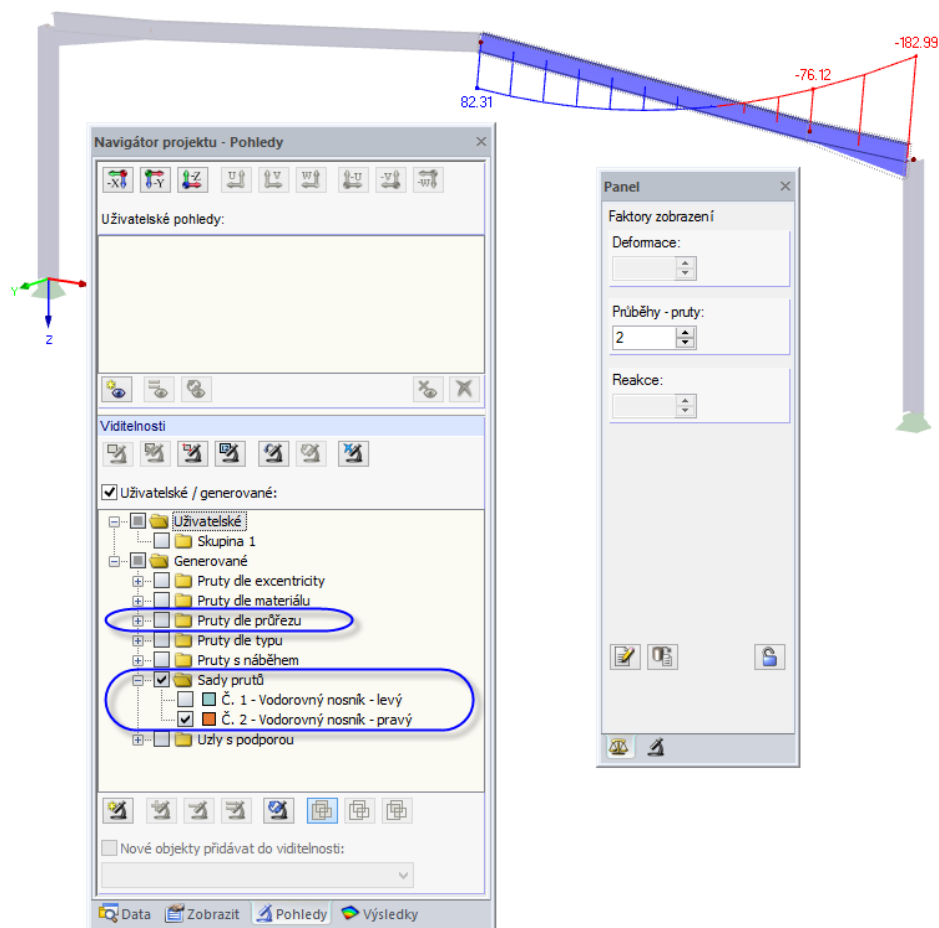 -182.99
-76.12
82.31
Y
Z
Navigátor projektu - Pohledy
-X
-Y
-Z
U
V
W
-U
-V
-W
Uživatelské pohledy:
Viditelnosti
Uživatelské / generované:
Uživatelské
Skupina 1
Generované
Pruty dle excentricity
Pruty dle materiálu
Pruty dle průřezu
Pruty dle typu
Pruty s náběhem
Sady prutů
Č. 1 - Vodorovný nosník - levý
Č. 2 - Vodorovný nosník - pravý
Uzly s podporou
Nové objekty přidávat do viditelnosti:
Data
Zobrazit
Pohledy
Výsledky
Panel
Faktory zobrazení
Deformace:
Průběhy - pruty:
2
Reakce: